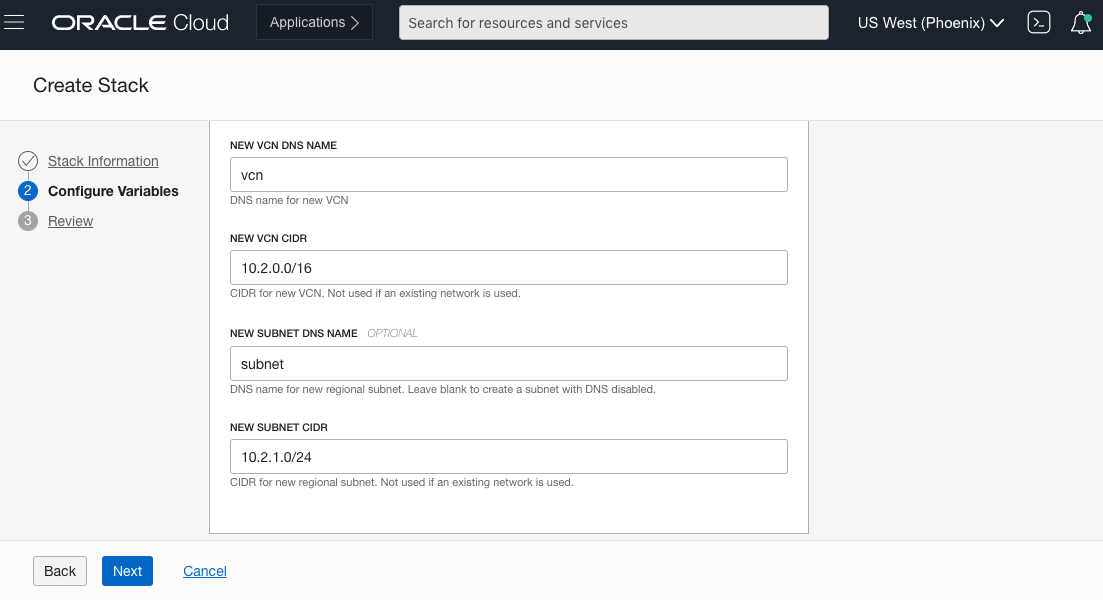 ORACLE Cloud
Applications
Search for resources and services
US West (Phoenix)
Create Stack
Stack Information
2 Configure Variables
3 Review
NEW VCN DNS NAME
vcn
DNS name for new VCN
NEW VCN CIDR
10.2.0.0/16
CIDR for new VCN. Not used if an existing network is used.
NEW SUBNET DNS NAME OPTIONAL
subnet
DNS name for new regional subnet. Leave blank to create a subnet with DNS disabled.
NEW SUBNET CIDR
10.2.1.0/24
CIDR for new regional subnet. Not used if an existing network is used.
Back Next Cancel